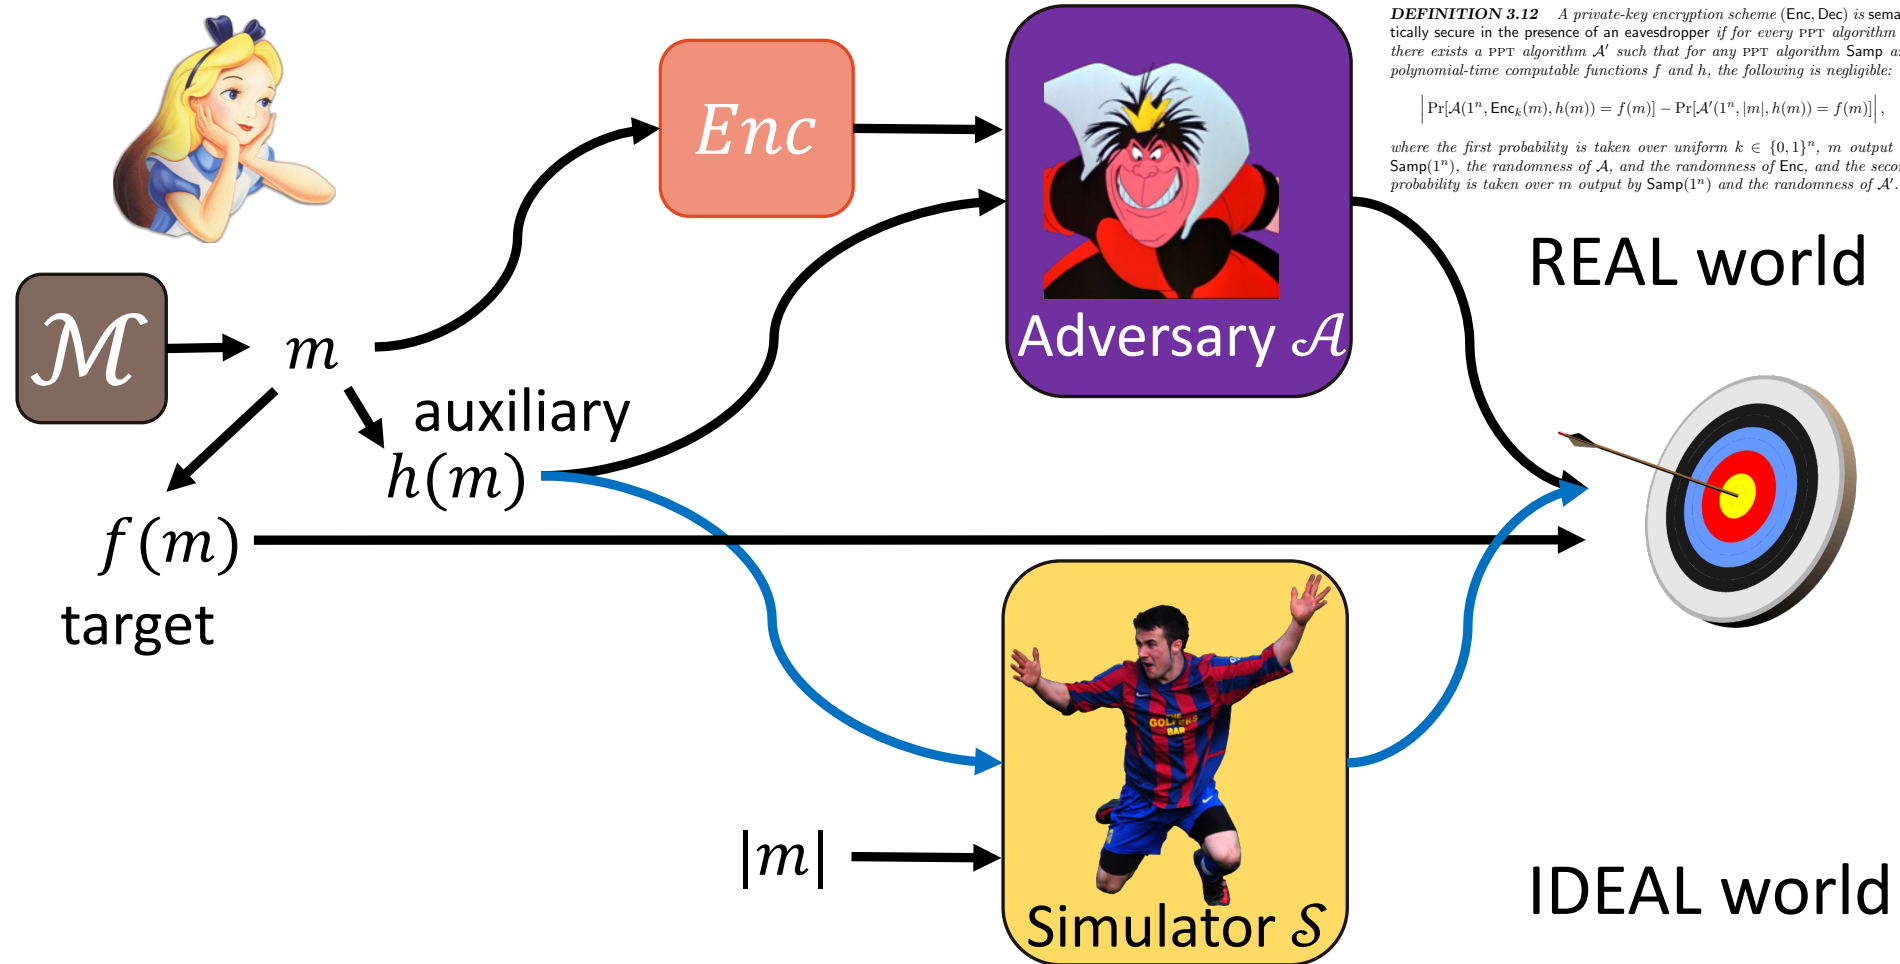 DEFINITION 3.12 A private-key encryption scheme (Enc, Dec) is sema
tically secure in the presence of an eavesdropper if for every PPT algorithm
there exists a PPT algorithm 𝒜′ such that for any PPT algorithm Samp a
polynomial-time computable functions f and h, the following is negligible:
|Pr[𝒜(1ⁿ, Encₖ(m), h(m)) = f(m)] − Pr[𝒜′(1ⁿ, |m|, h(m)) = f(m)]|,
where the first probability is taken over uniform k ∈ {0, 1}ⁿ, m output
Samp(1ⁿ), the randomness of 𝒜, and the randomness of Enc, and the seco
probability is taken over m output by Samp(1ⁿ) and the randomness of 𝒜′.
Enc
REAL world
Adversary 𝒜
ℳ
m
auxiliary
h(m)
f(m)
target
THE
GOLFERS
BAR
|m|
Simulator 𝒮
IDEAL world